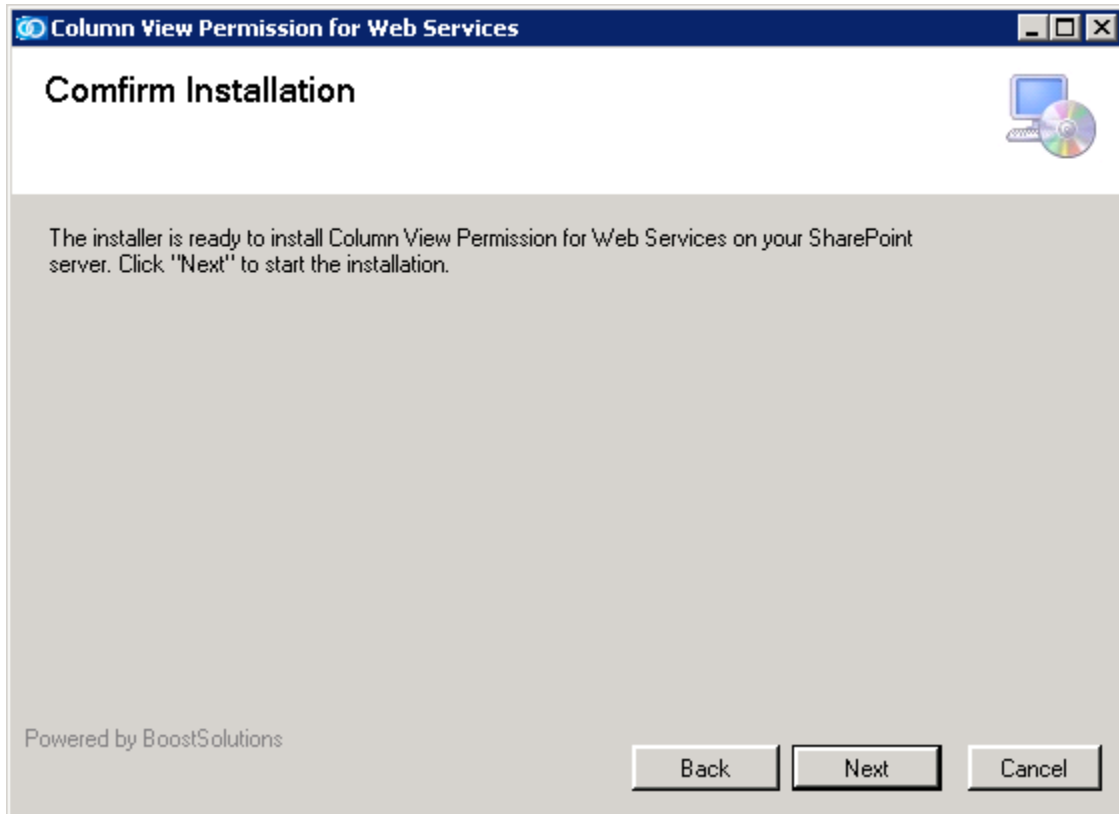 Column View Permission for Web Services
Comfirm Installation
The installer is ready to install Column View Permission for Web Services on your SharePoint
server. Click "Next" to start the installation.
Powered by BoostSolutions
Back
Next
Cancel